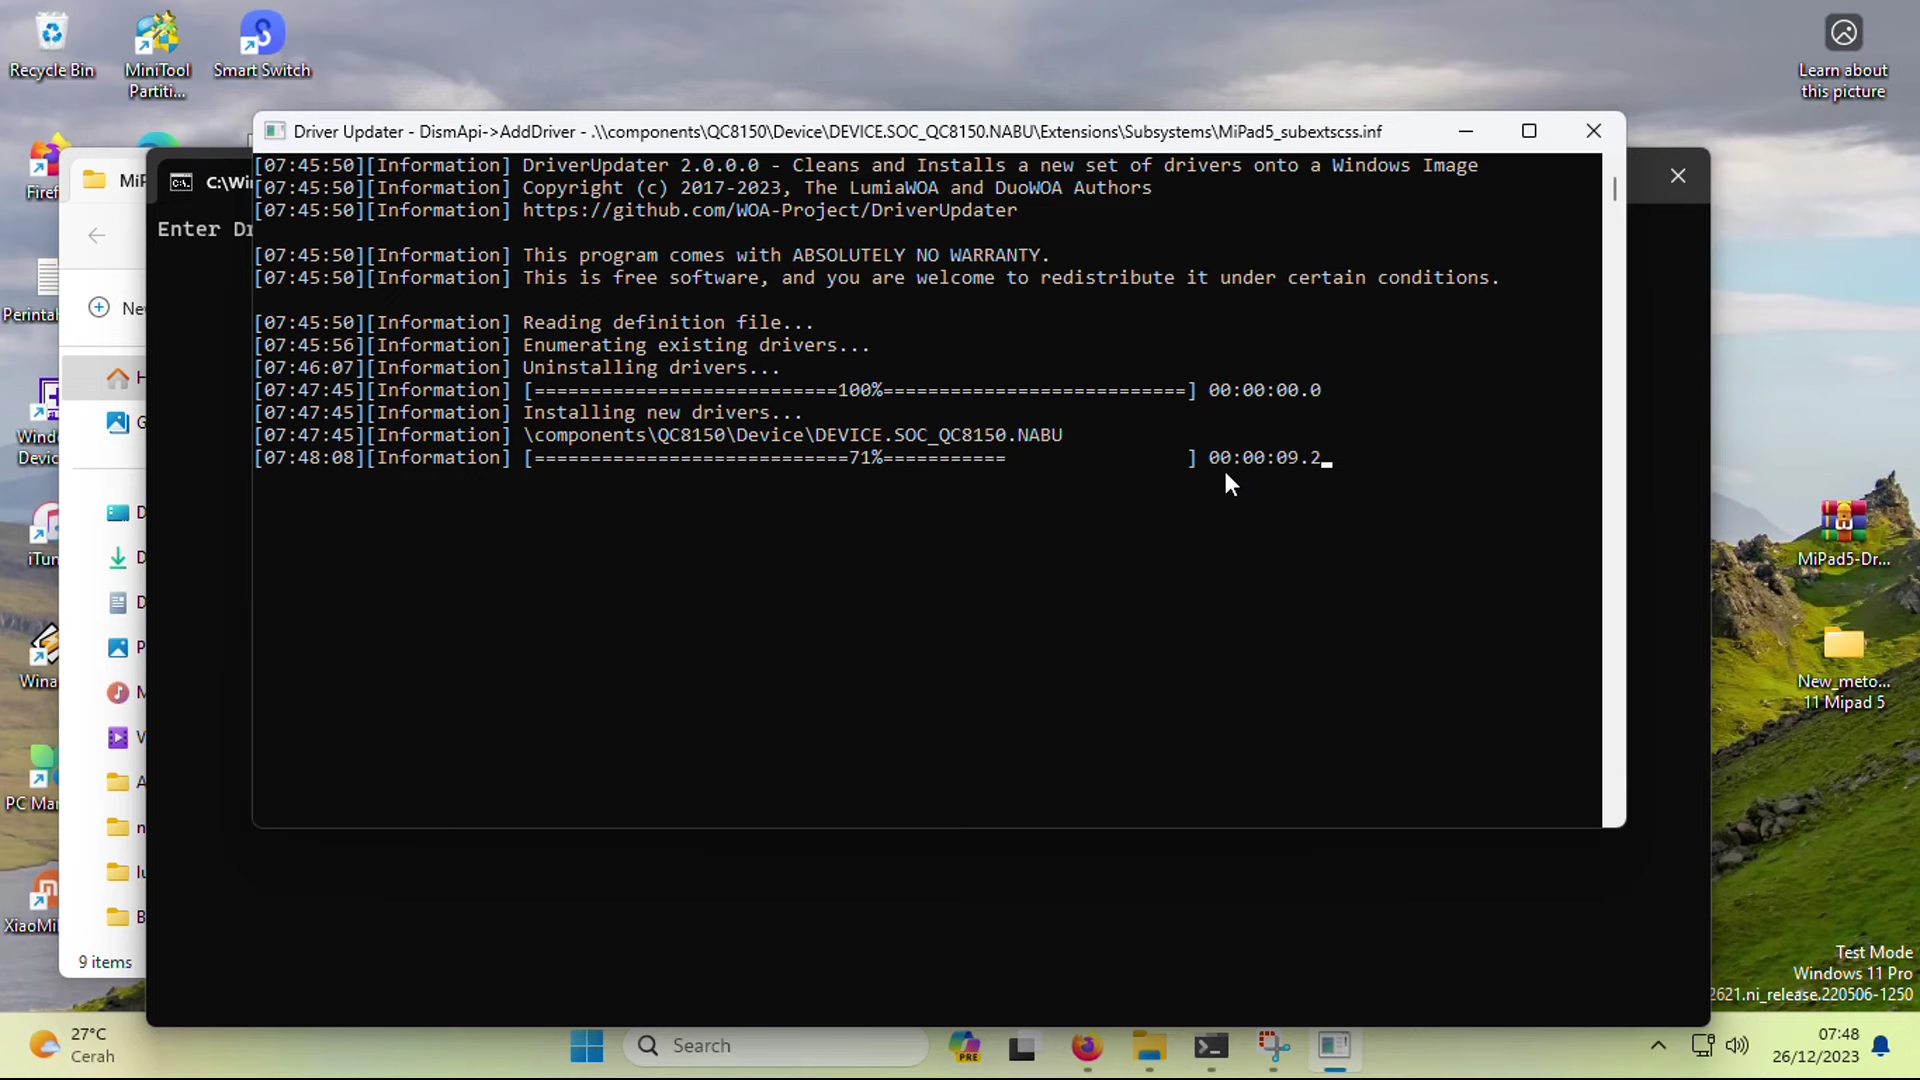 Recycle Bin
MiniTool
Partiti...
Smart Switch
Learn about
this picture
Driver Updater - DismApi->AddDriver - .\\components\QC8150\Device\DEVICE.SOC_QC8150.NABU\Extensions\Subsystems\MiPad5_subextscss.inf
[07:45:50][Information] DriverUpdater 2.0.0.0 - Cleans and Installs a new set of drivers onto a Windows Image
[07:45:50][Information] Copyright (c) 2017-2023, The LumiaWOA and DuoWOA Authors
[07:45:50][Information] https://github.com/WOA-Project/DriverUpdater
[07:45:50][Information] This program comes with ABSOLUTELY NO WARRANTY.
[07:45:50][Information] This is free software, and you are welcome to redistribute it under certain conditions.
[07:45:50][Information] Reading definition file...
[07:45:56][Information] Enumerating existing drivers...
[07:46:07][Information] Uninstalling drivers...
[07:47:45][Information] [===========================100%===========================] 00:00:00.0
[07:47:45][Information] Installing new drivers...
[07:47:45][Information] \components\QC8150\Device\DEVICE.SOC_QC8150.NABU
[07:48:08][Information] [============================71%===========                ] 00:00:09.2_
MiP
C:\Wi
Enter Dr
Firef
Ne
Perintah
H
G
Wind
Devic
D
iTun
D
D
P
Wina
M
V
PC Mar
A
n
lu
XiaoMi
B
9 items
MiPad5-Dr...
New_meto...
11 Mipad 5
Test Mode
Windows 11 Pro
2621.ni_release.220506-1250
27°C
Cerah
Search
PRE
07:48
26/12/2023